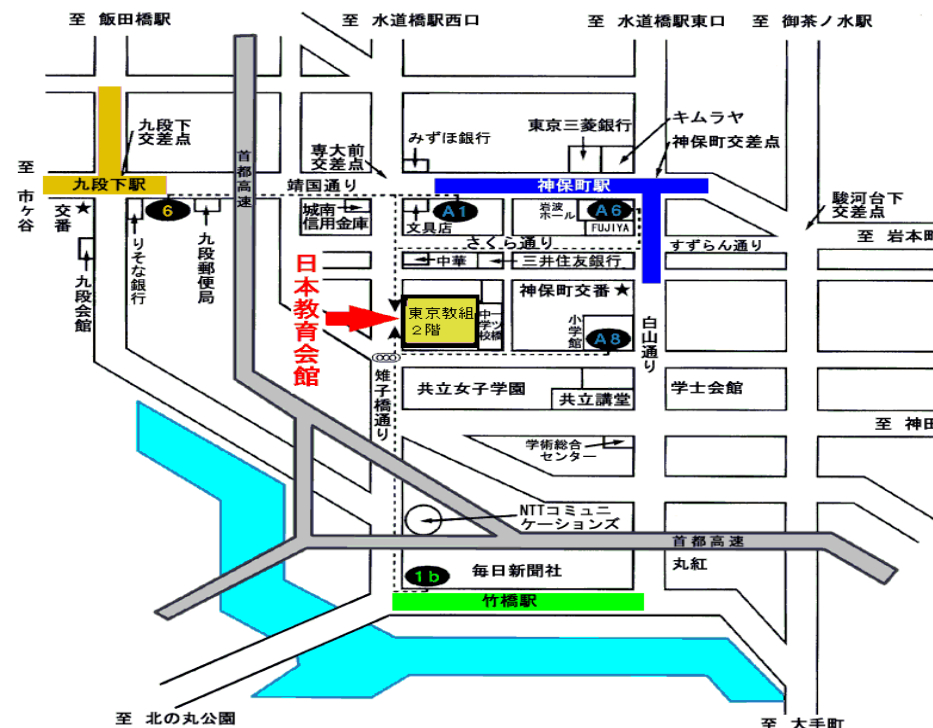 至 飯田橋駅
至 水道橋駅西口
至 水道橋駅東口
至 御茶ノ水駅
九段下
交差点
首都高速
専大前
交差点
みずほ銀行
東京三菱銀行
キムラヤ
神保町交差点
至
市ヶ谷
九段下駅
靖国通り
神保町駅
駿河台下
交差点
交番
6
城南
信用金庫
A1
文具店
岩波
ホール
A6
FUJIYA
さくら通り
すずらん通り
至 岩本町
九段会館
りそな銀行
九段郵便局
中華
三井住友銀行
日本教育会館
東京教組
2階
一ツ橋
中学校
神保町交番
小学館
A8
白山通り
雉子橋通り
共立女子学園
共立講堂
学士会館
至 神田
学術総合
センター
NTTコミュニ
ケーションズ
首都高速
1b
毎日新聞社
丸紅
竹橋駅
至 北の丸公園
至 大手町